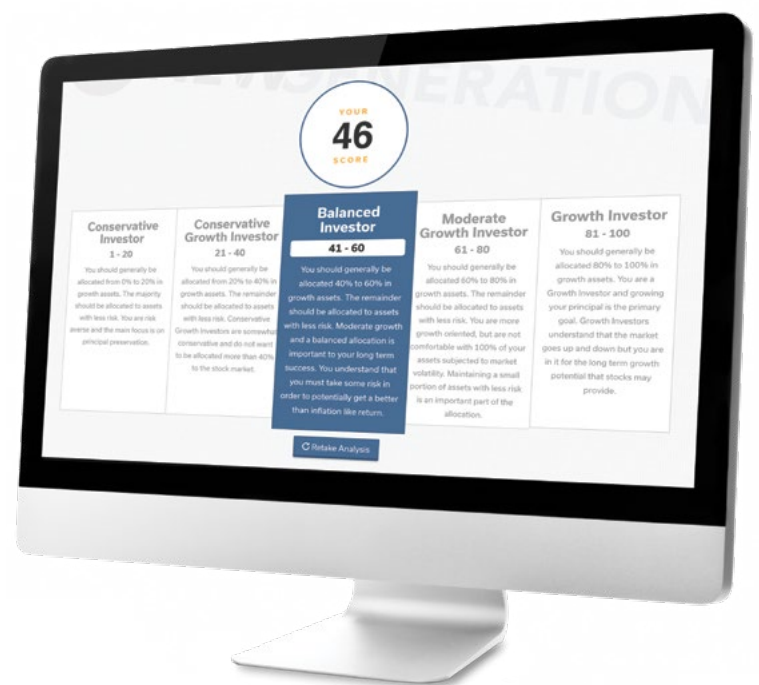 GENERATION
YOUR
46
SCORE
Conservative
Investor
1 - 20
You should generally be
allocated from 0% to 20% in
growth assets. The majority
should be allocated to assets
with less risk. You are risk
averse and the main focus is on
principal preservation.
Conservative
Growth Investor
21 - 40
You should generally be
allocated from 20% to 40% in
growth assets. The remainder
should be allocated to assets
with less risk. Conservative
Growth Investors are somewhat
conservative and do not want
to be allocated more than 40%
to the stock market.
Balanced
Investor
41 - 60
You should generally be
allocated 40% to 60% in
growth assets. The remainder
should be allocated to assets
with less risk. Moderate growth
and a balanced allocation is
important to your long term
success. You understand that
you must take some risk in
order to potentially get a better
than inflation like return.
Moderate
Growth Investor
61 - 80
You should generally be
allocated 60% to 80% in
growth assets. The remainder
should be allocated to assets
with less risk. You are more
growth oriented, but are not
comfortable with 100% of your
assets subjected to market
volatility. Maintaining a small
portion of assets with less risk
is an important part of the
allocation.
Growth Investor
81 - 100
You should generally be
allocated 80% to 100% in
growth assets. You are a
Growth Investor and growing
your principal is the primary
goal. Growth Investors
understand that the market
goes up and down but you are
in it for the long term growth
potential that stocks may
provide.
Retake Analysis